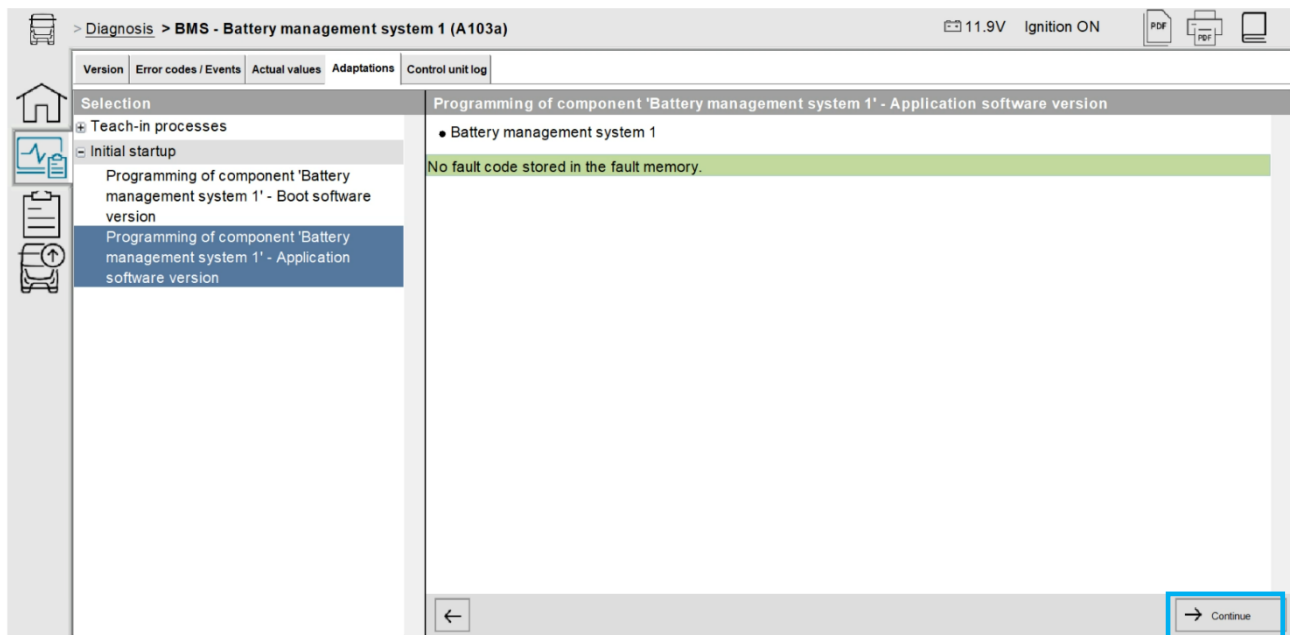 > Diagnosis > BMS - Battery management system 1 (A103a)
11.9V Ignition ON
PDF
PDF
Version Error codes / Events Actual values Adaptations Control unit log
Selection
Teach-in processes
Initial startup
Programming of component 'Battery
management system 1' - Boot software
version
Programming of component 'Battery
management system 1' - Application
software version
Programming of component 'Battery management system 1' - Application software version
• Battery management system 1
No fault code stored in the fault memory.
Continue